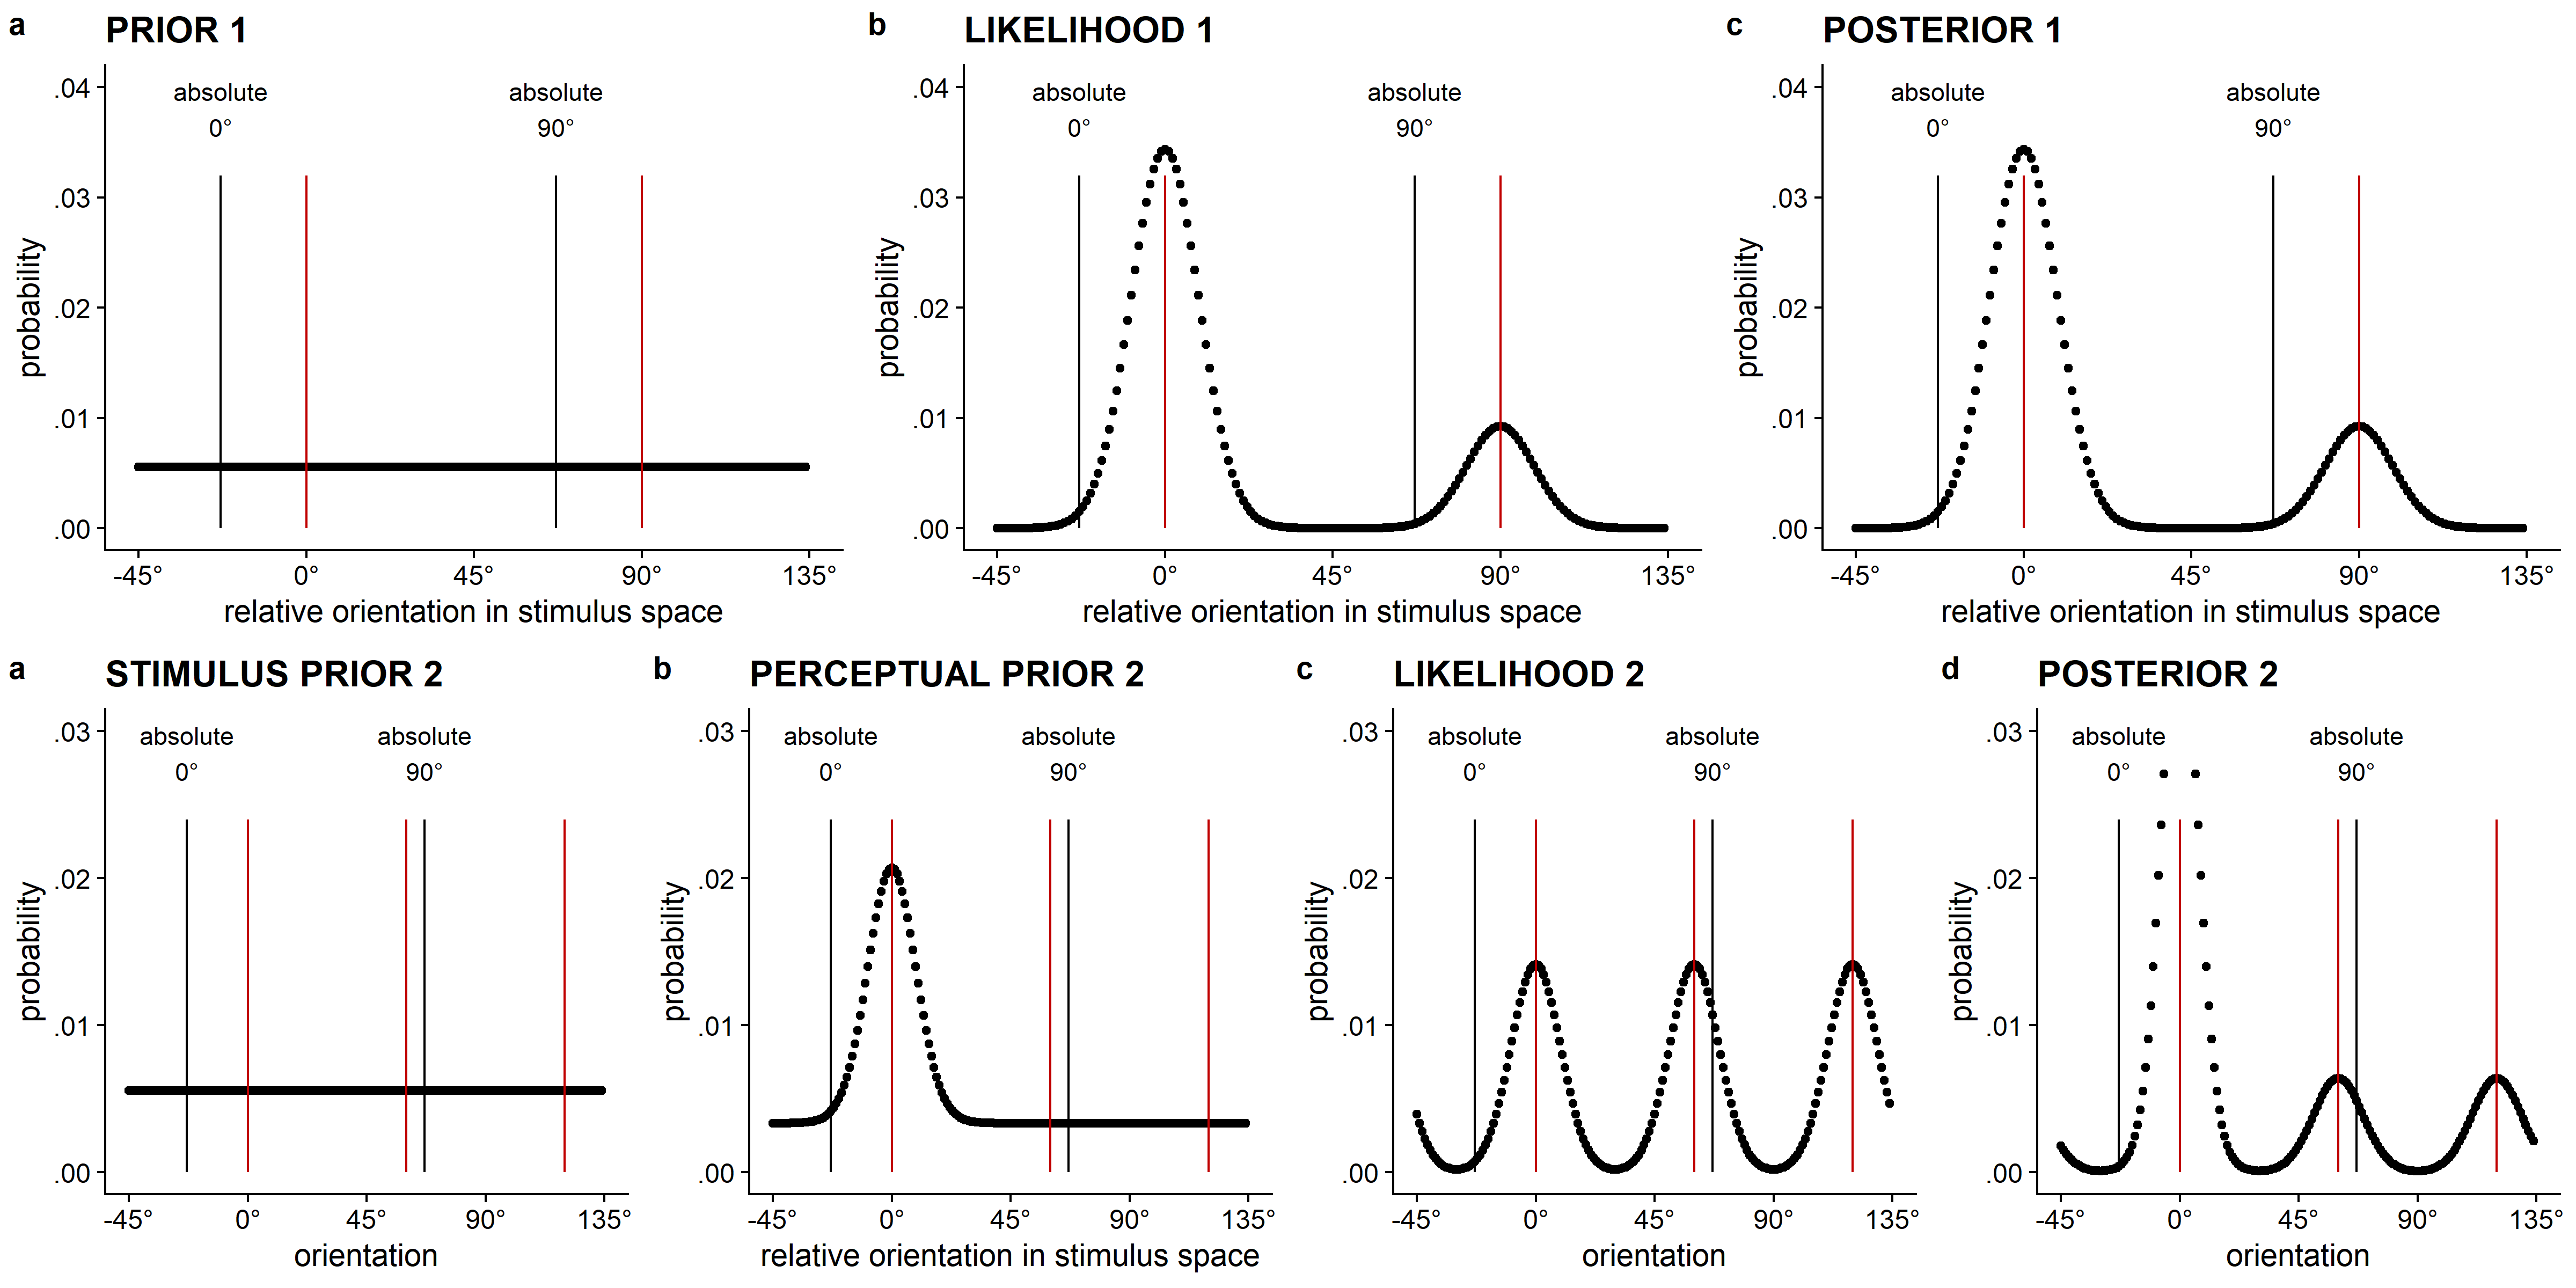 a PRIOR 1
absolute absolute
0° 90°
.04
.03
.02
.01
.00
probability
-45° 0° 45° 90° 135°
relative orientation in stimulus space
b LIKELIHOOD 1
absolute absolute
0° 90°
.04
.03
.02
.01
.00
probability
-45° 0° 45° 90° 135°
relative orientation in stimulus space
c POSTERIOR 1
absolute absolute
0° 90°
.04
.03
.02
.01
.00
probability
-45° 0° 45° 90° 135°
relative orientation in stimulus space
a STIMULUS PRIOR 2
absolute absolute
0° 90°
.03
.02
.01
.00
probability
-45° 0° 45° 90° 135°
orientation
b PERCEPTUAL PRIOR 2
absolute absolute
0° 90°
.03
.02
.01
.00
probability
-45° 0° 45° 90° 135°
relative orientation in stimulus space
c LIKELIHOOD 2
absolute absolute
0° 90°
.03
.02
.01
.00
probability
-45° 0° 45° 90° 135°
orientation
d POSTERIOR 2
absolute absolute
0° 90°
.03
.02
.01
.00
probability
-45° 0° 45° 90° 135°
orientation